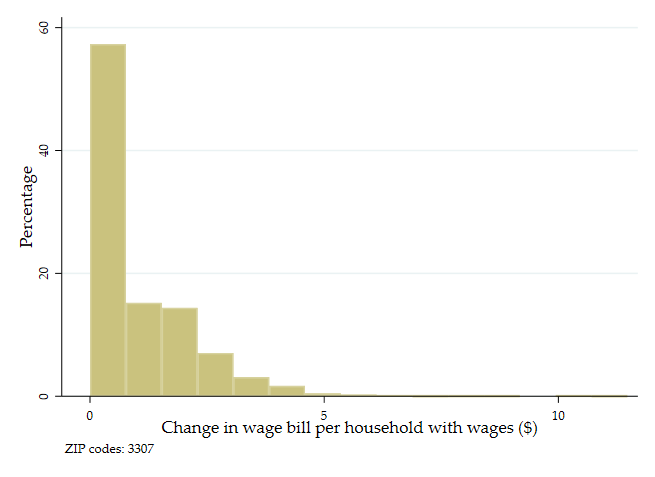 60
40
20
0
Percentage
0 5 10
Change in wage bill per household with wages ($)
ZIP codes: 3307